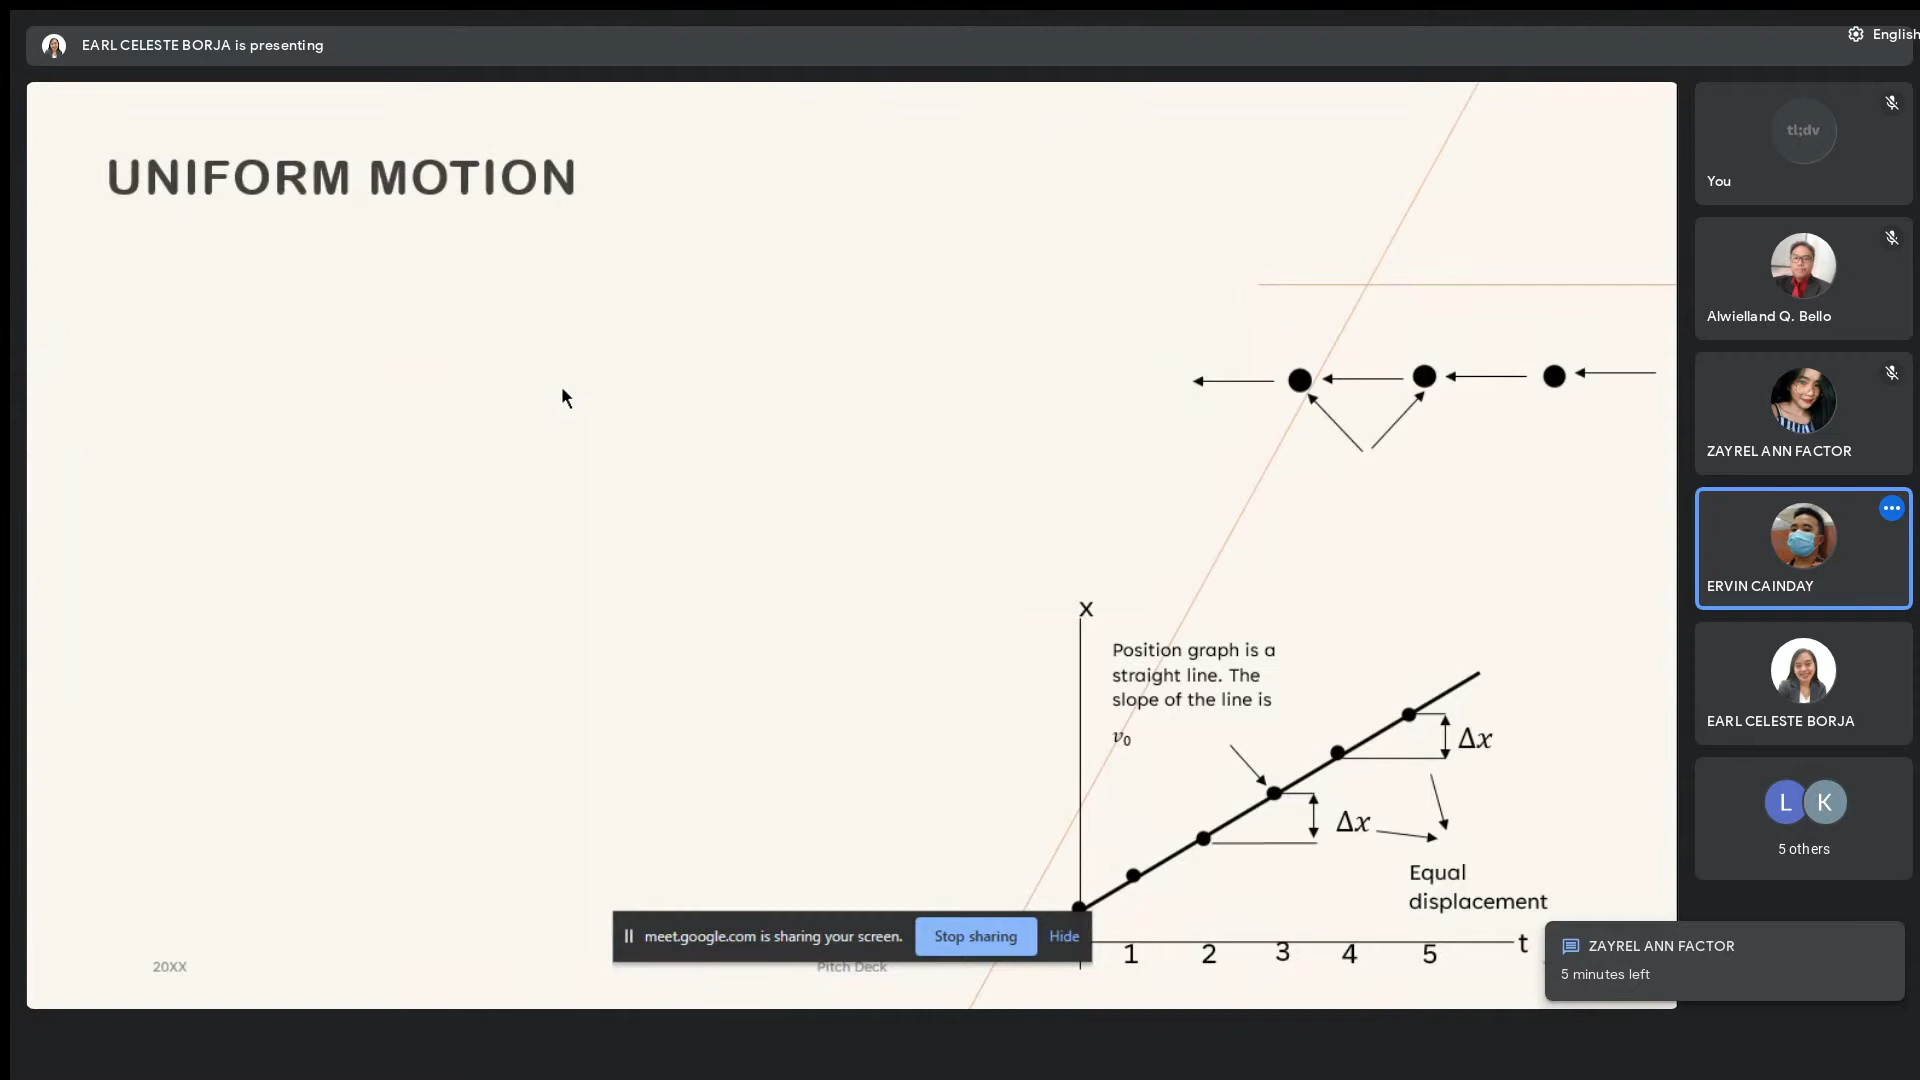 EARL CELESTE BORJA is presenting
English
UNIFORM MOTION
x
Position graph is a
straight line. The
slope of the line is
v₀
Δx
Δx
Equal
displacement
1 2 3 4 5 t
meet.google.com is sharing your screen. Stop sharing Hide
20XX
Pitch Deck
tl;dv
You
Alwielland Q. Bello
ZAYREL ANN FACTOR
ERVIN CAINDAY
EARL CELESTE BORJA
L K
5 others
ZAYREL ANN FACTOR
5 minutes left